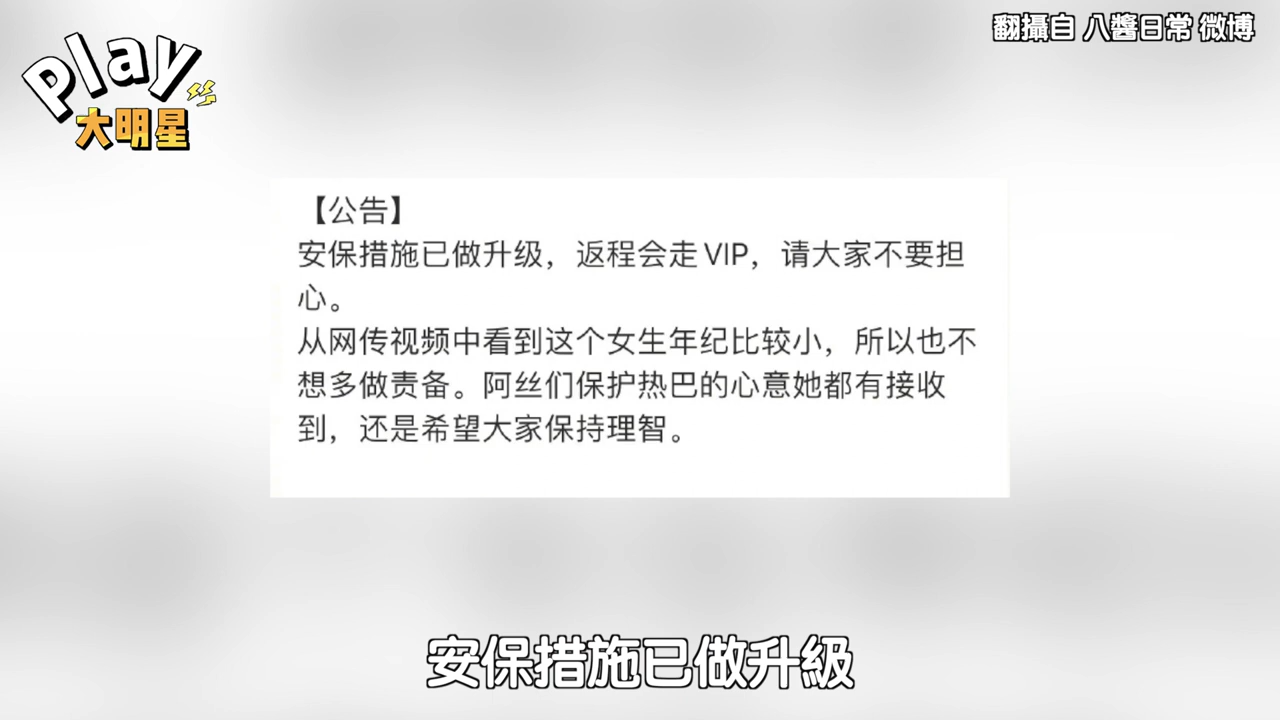 Play
大明星
翻攝自 八醬日常 微博
【公告】
安保措施已做升级，返程会走VIP，请大家不要担
心。
从网传视频中看到这个女生年纪比较小，所以也不
想多做责备。阿丝们保护热巴的心意她都有接收
到，还是希望大家保持理智。
安保措施已做升級